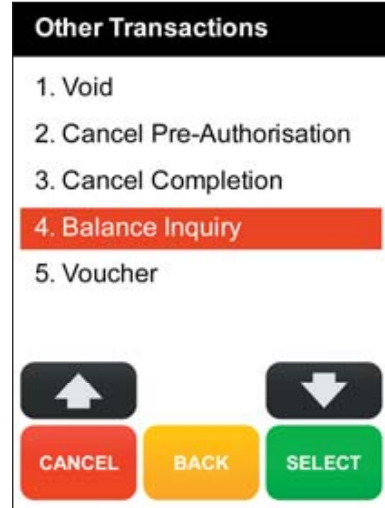 Other Transactions
1. Void
2. Cancel Pre-Authorisation
3. Cancel Completion
4. Balance Inquiry
5. Voucher
CANCEL BACK SELECT